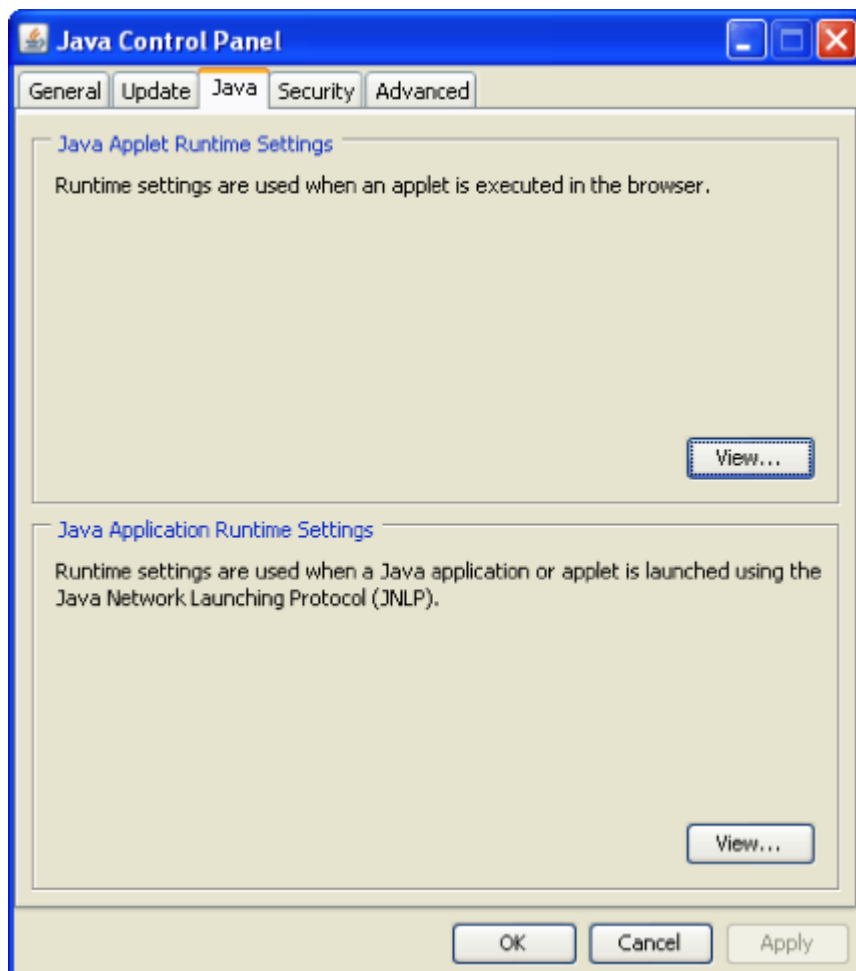 Java Control Panel
General Update Java Security Advanced
Java Applet Runtime Settings
Runtime settings are used when an applet is executed in the browser.
View...
Java Application Runtime Settings
Runtime settings are used when a Java application or applet is launched using the
Java Network Launching Protocol (JNLP).
View...
OK Cancel Apply